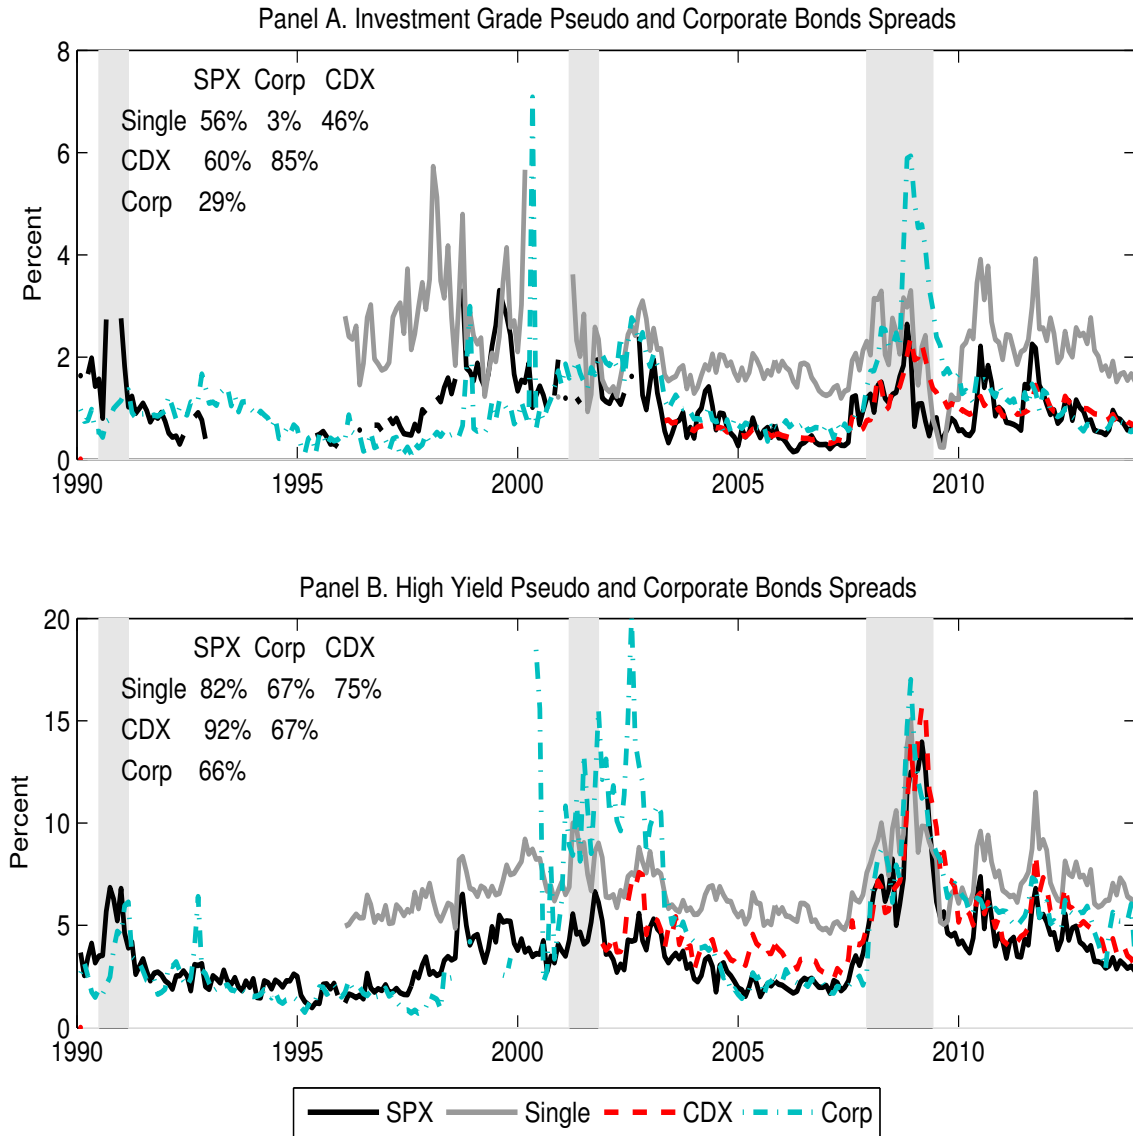 Panel A. Investment Grade Pseudo and Corporate Bonds Spreads
8
SPX Corp CDX
Single 56% 3% 46%
CDX 60% 85%
Corp 29%
6
4
2
0
Percent
1990 1995 2000 2005 2010
Panel B. High Yield Pseudo and Corporate Bonds Spreads
20
SPX Corp CDX
Single 82% 67% 75%
CDX 92% 67%
Corp 66%
15
10
5
0
Percent
1990 1995 2000 2005 2010
SPX Single CDX Corp